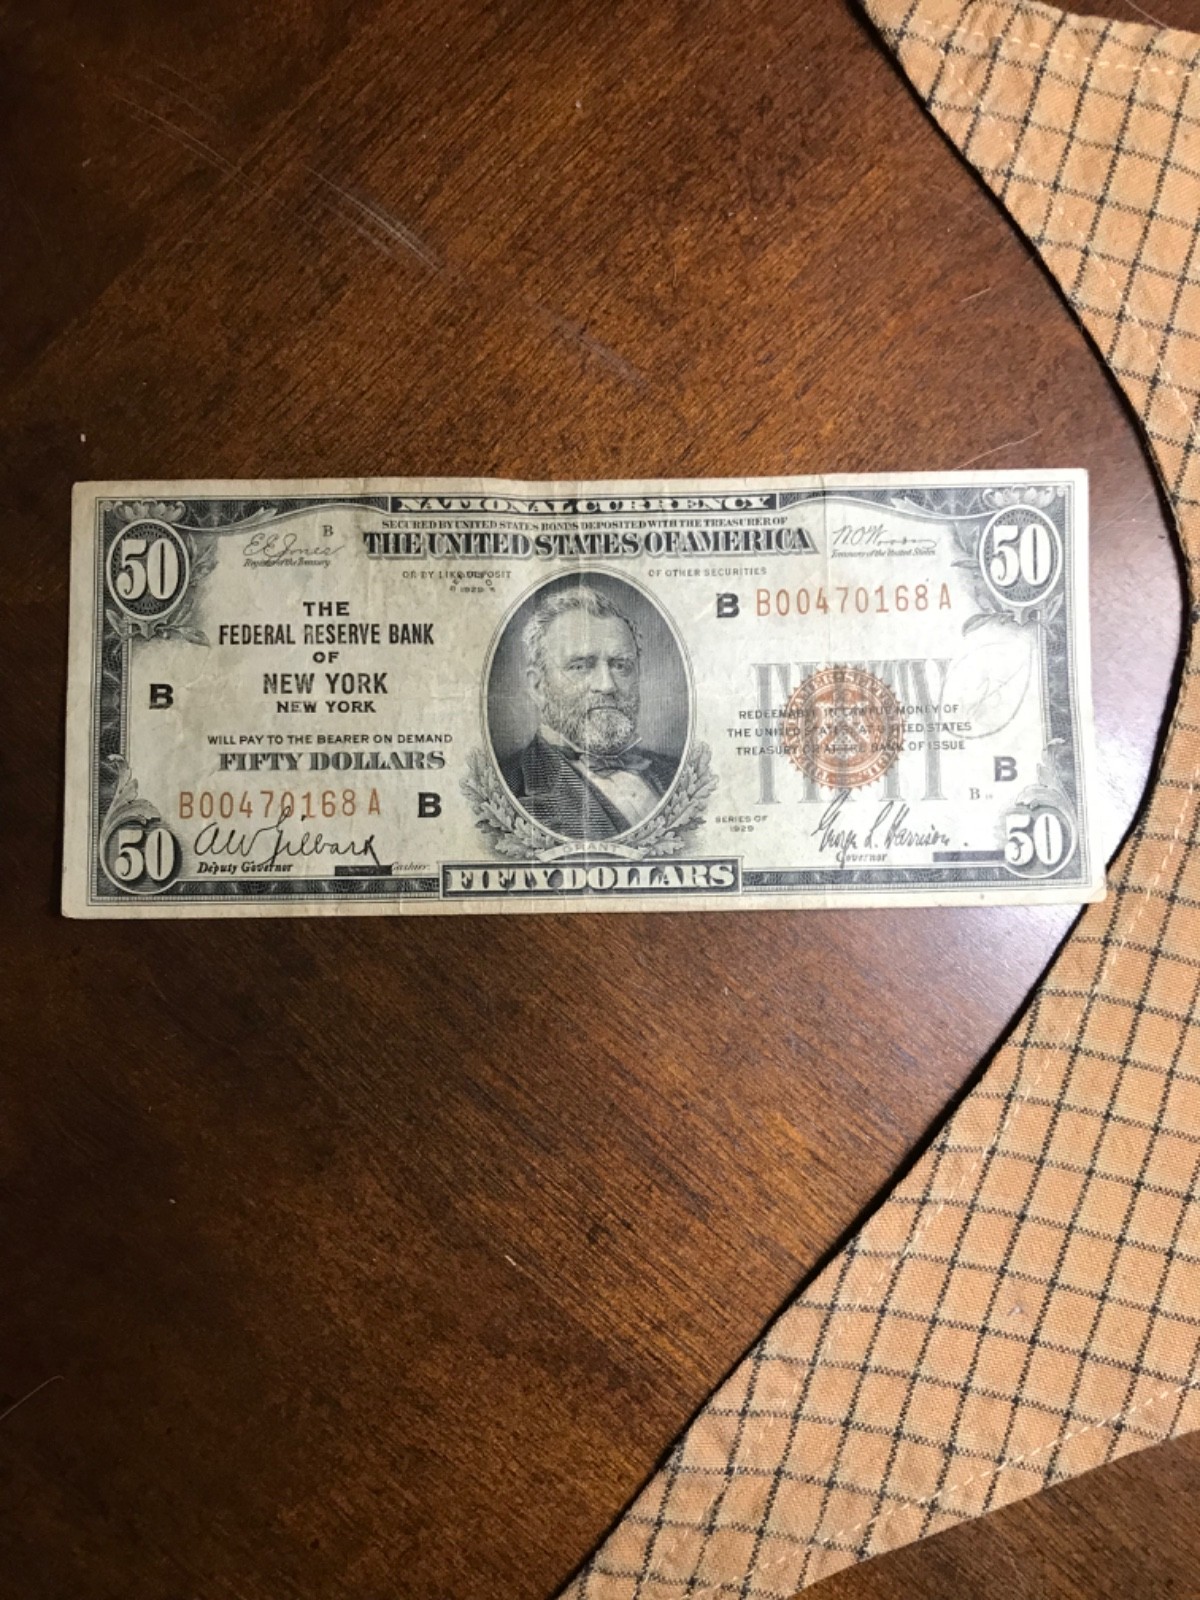 NATIONAL CURRENCY
SECURED BY UNITED STATES BONDS DEPOSITED WITH THE TREASURER OF
THE UNITED STATES OF AMERICA
OR BY LIKE DEPOSIT OF OTHER SECURITIES
50
50
B
E E Jones
Register of the Treasury
Treasurer of the United States
THE
FEDERAL RESERVE BANK
OF
NEW YORK
NEW YORK
B
WILL PAY TO THE BEARER ON DEMAND
FIFTY DOLLARS
B00470168A
B
50
A W Gilbart
Deputy Governor
Cashier
GRANT
FIFTY DOLLARS
B B00470168A
FIFTY
REDEEMABLE IN LAWFUL MONEY OF
THE UNITED STATES AT UNITED STATES
TREASURY OR AT THE BANK OF ISSUE
B
B
SERIES OF
1929
George L. Harrison
Governor
50